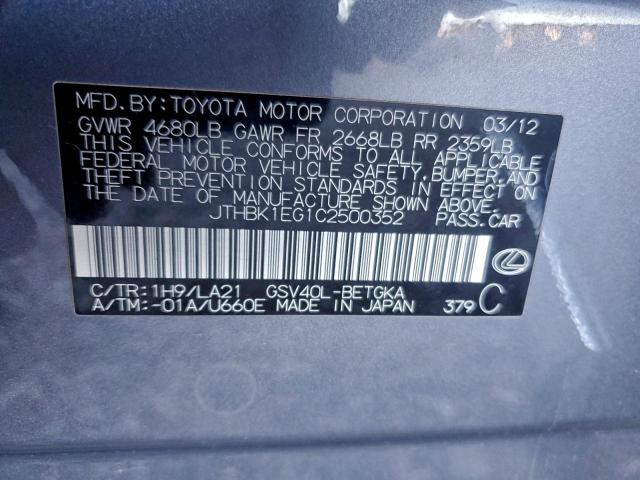 MFD. BY: TOYOTA MOTOR CORPORATION 03/12
GVWR 4680LB GAWR FR 2668LB RR 2359LB
THIS VEHICLE CONFORMS TO ALL APPLICABLE
FEDERAL MOTOR VEHICLE SAFETY, BUMPER, AND
THEFT PREVENTION STANDARDS IN EFFECT ON
THE DATE OF MANUFACTURE SHOWN ABOVE.
JTHBK1EG1C2500352 PASS.CAR
C/TR: 1H9/LA21 GSV40L-BETGKA
A/TM: -01A/U660E MADE IN JAPAN 379 C